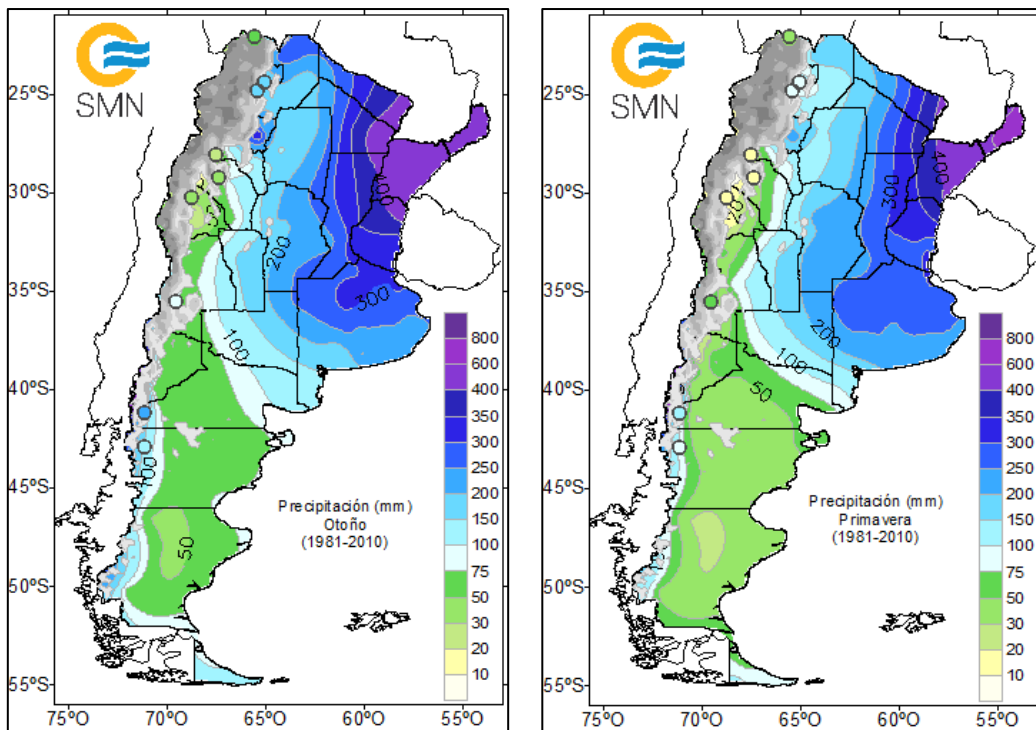 SMN
25ºS
30ºS
35ºS
40ºS
45ºS
50ºS
55ºS
75ºO
70ºO
65ºO
60ºO
55ºO
400
200
300
100
50
800
600
400
350
300
250
200
150
100
75
50
30
20
10
Precipitación (mm)
Otoño
(1981-2010)
SMN
25ºS
30ºS
35ºS
40ºS
45ºS
50ºS
55ºS
75ºO
70ºO
65ºO
60ºO
55ºO
400
300
20
200
100
50
800
600
400
350
300
250
200
150
100
75
50
30
20
10
Precipitación (mm)
Primavera
(1981-2010)